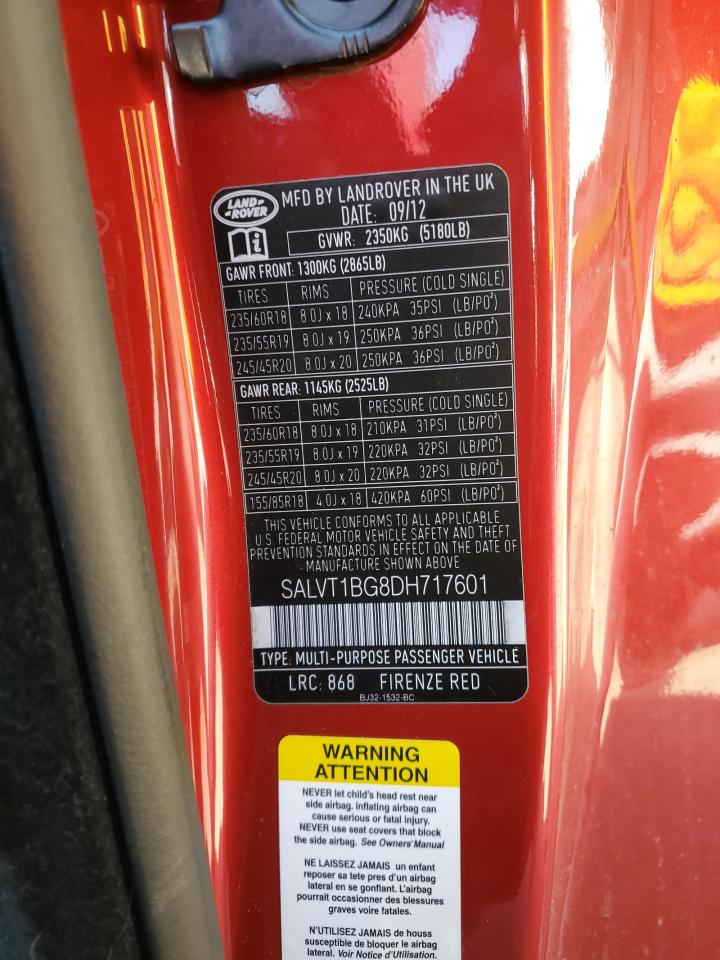 LAND-
ROVER
MFD BY LANDROVER IN THE UK
DATE: 09/12
GVWR: 2350KG (5180LB)
GAWR FRONT: 1300KG (2865LB)
TIRES RIMS PRESSURE (COLD SINGLE)
235/60R18 8.0J x 18 240KPA 35PSI (LB/PO²)
235/55R19 8.0J x 19 250KPA 36PSI (LB/PO²)
245/45R20 8.0J x 20 250KPA 36PSI (LB/PO²)
GAWR REAR: 1145KG (2525LB)
TIRES RIMS PRESSURE (COLD SINGLE)
235/60R18 8.0J x 18 210KPA 31PSI (LB/PO²)
235/55R19 8.0J x 19 220KPA 32PSI (LB/PO²)
245/45R20 8.0J x 20 220KPA 32PSI (LB/PO²)
155/85R18 4.0J x 18 420KPA 60PSI (LB/PO²)
THIS VEHICLE CONFORMS TO ALL APPLICABLE
U.S. FEDERAL MOTOR VEHICLE SAFETY AND THEFT
PREVENTION STANDARDS IN EFFECT ON THE DATE OF
MANUFACTURE SHOWN ABOVE
SALVT1BG8DH717601
TYPE: MULTI-PURPOSE PASSENGER VEHICLE
LRC: 868 FIRENZE RED
BJ32-1532-BC
WARNING
ATTENTION
NEVER let child's head rest near
side airbag. inflating airbag can
cause serious or fatal injury.
NEVER use seat covers that block
the side airbag. See Owners' Manual
NE LAISSEZ JAMAIS un enfant
reposer sa tete pres d'un airbag
lateral en se gonflant. L'airbag
pourrait occasionner des blessures
graves voire fatales.
N'UTILISEZ JAMAIS de houss
susceptible de bloquer le airbag
lateral. Voir Notice d'Utilisation.